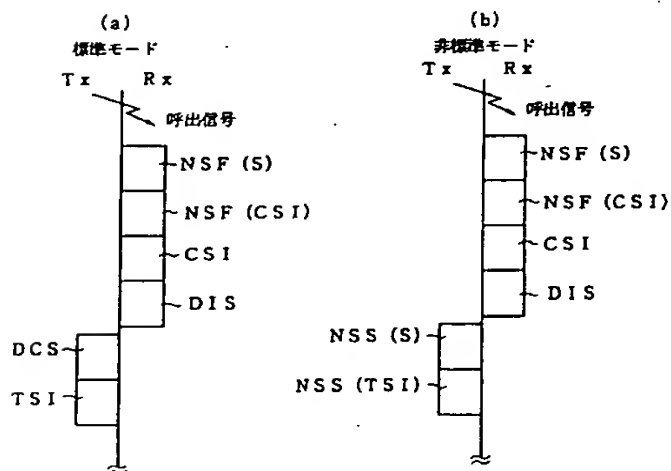 (a)
標準モード
Tx Rx
呼出信号
NSF (S)
NSF (CSI)
CSI
DIS
DCS
TSI
(b)
非標準モード
Tx Rx
呼出信号
NSF (S)
NSF (CSI)
CSI
DIS
NSS (S)
NSS (TSI)